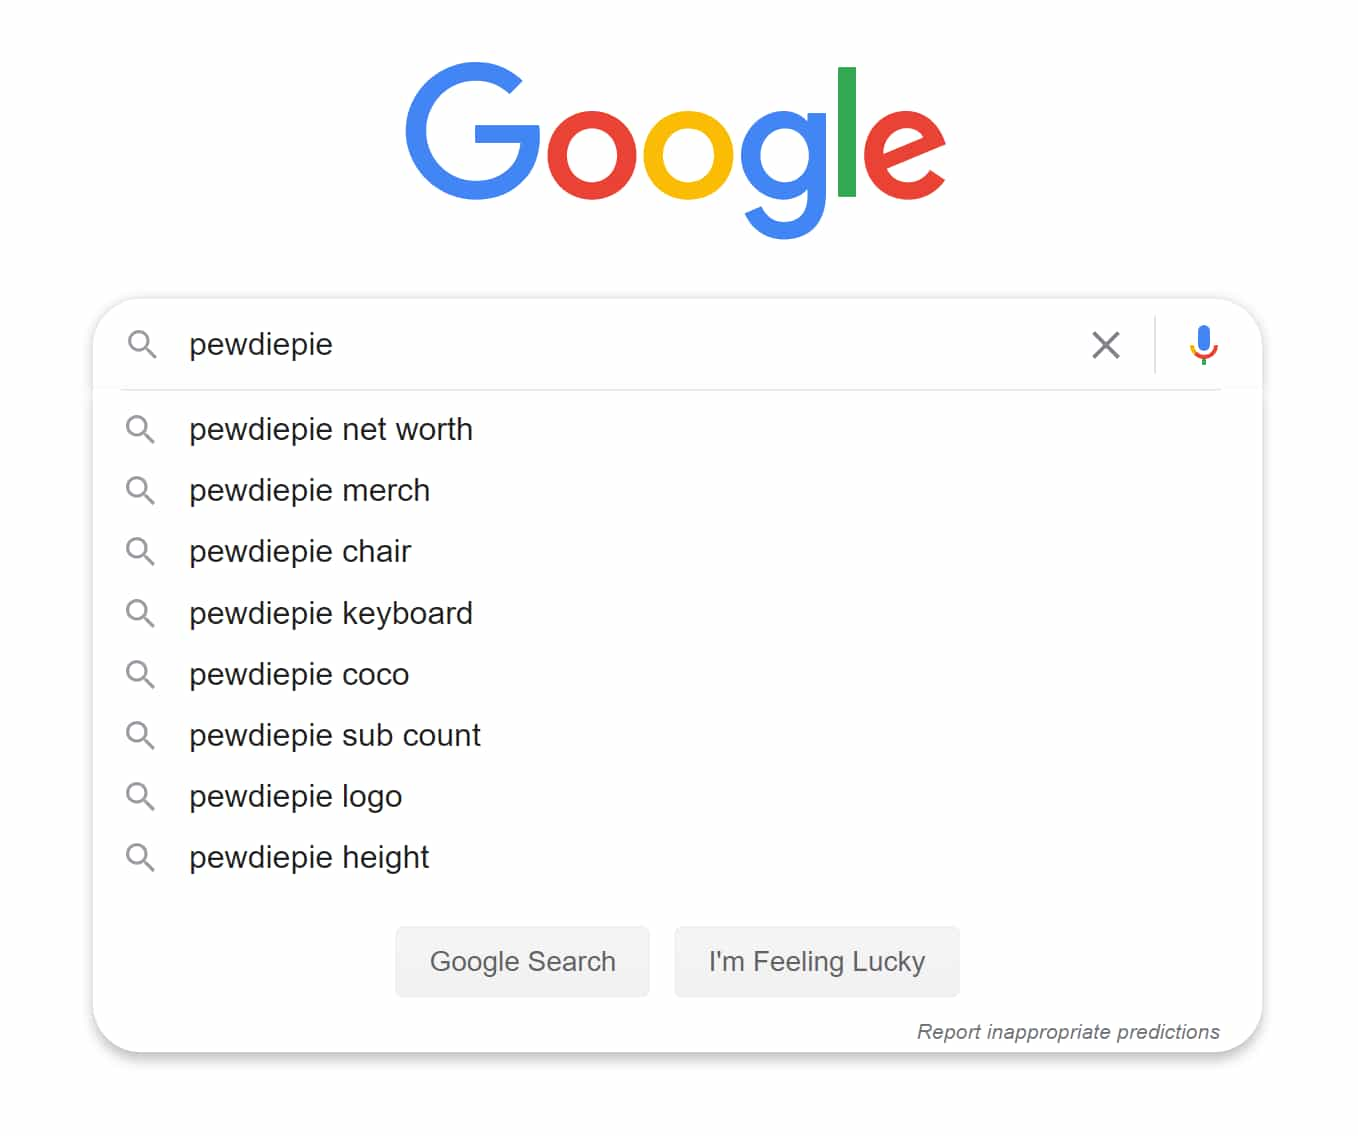 Google
pewdiepie
pewdiepie net worth
pewdiepie merch
pewdiepie chair
pewdiepie keyboard
pewdiepie coco
pewdiepie sub count
pewdiepie logo
pewdiepie height
Google Search
I'm Feeling Lucky
Report inappropriate predictions